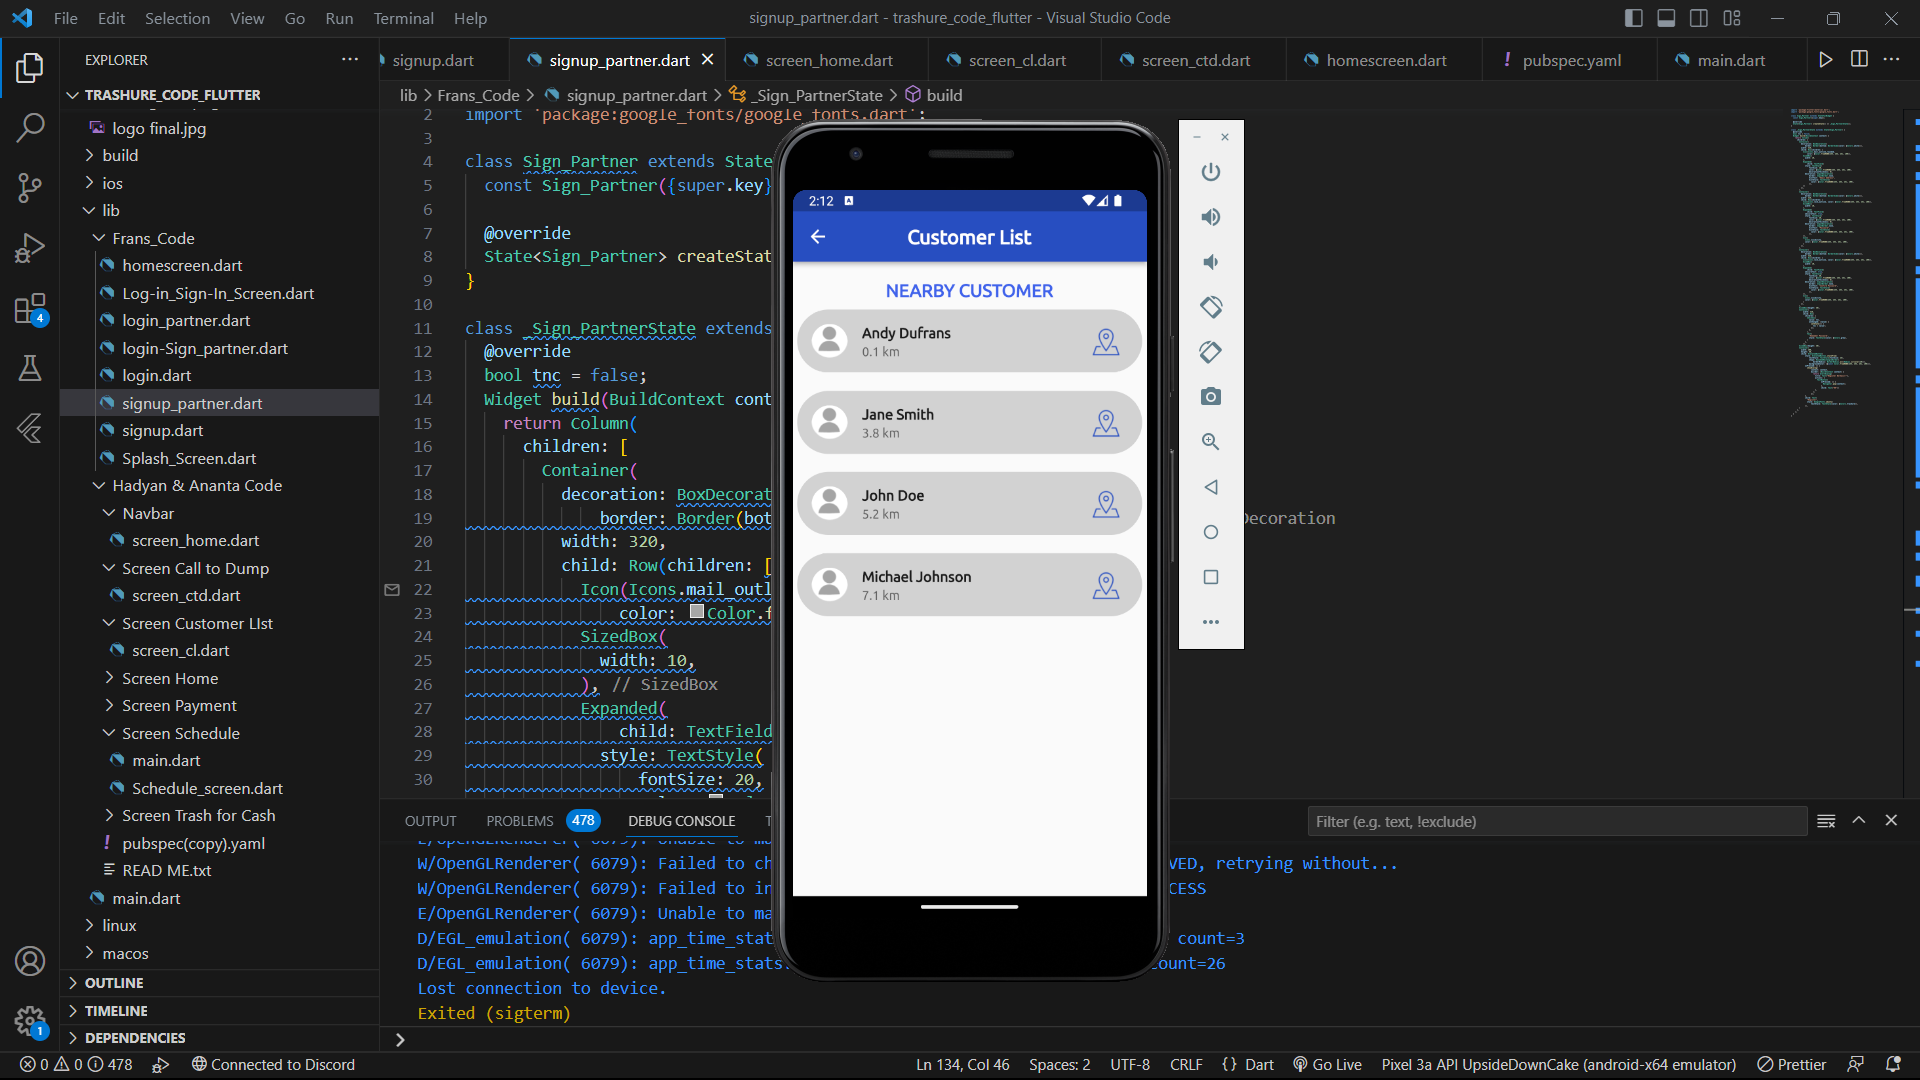 File Edit Selection View Go Run Terminal Help
signup_partner.dart - trashure_code_flutter - Visual Studio Code
EXPLORER
signup.dart signup_partner.dart screen_home.dart screen_cl.dart screen_ctd.dart homescreen.dart ! pubspec.yaml main.dart
lib > Frans_Code > signup_partner.dart > _Sign_PartnerState > build
TRASHURE_CODE_FLUTTER
logo final.jpg
build
ios
lib
Frans_Code
homescreen.dart
Log-in_Sign-In_Screen.dart
login_partner.dart
login-Sign_partner.dart
login.dart
signup_partner.dart
signup.dart
Splash_Screen.dart
Hadyan & Ananta Code
Navbar
screen_home.dart
Screen Call to Dump
screen_ctd.dart
Screen Customer LIst
screen_cl.dart
Screen Home
Screen Payment
Screen Schedule
main.dart
Schedule_screen.dart
Screen Trash for Cash
! pubspec(copy).yaml
READ ME.txt
main.dart
linux
macos
OUTLINE
TIMELINE
DEPENDENCIES
4
1
2 import 'package:google_fonts/google_fonts.dart';
3
4 class Sign_Partner extends State
5 const Sign_Partner({super.key}
6
7 @override
8 State<Sign_Partner> createStat
9 }
10
11 class _Sign_PartnerState extends
12 @override
13 bool tnc = false;
14 Widget build(BuildContext cont
15 return Column(
16 children: [
17 Container(
18 decoration: BoxDecorat
19 border: Border(bot Decoration
20 width: 320,
21 child: Row(children: [
22 Icon(Icons.mail_outl
23 color: Color.f
24 SizedBox(
25 width: 10,
26 ), // SizedBox
27 Expanded(
28 child: TextField
29 style: TextStyle(
30 fontSize: 20,
2:12
Customer List
NEARBY CUSTOMER
Andy Dufrans
0.1 km
Jane Smith
3.8 km
John Doe
5.2 km
Michael Johnson
7.1 km
OUTPUT PROBLEMS 478 DEBUG CONSOLE T
Filter (e.g. text, !exclude)
W/OpenGLRenderer( 6079): Failed to ch VED, retrying without...
W/OpenGLRenderer( 6079): Failed to in CESS
E/OpenGLRenderer( 6079): Unable to ma
D/EGL_emulation( 6079): app_time_stat count=3
D/EGL_emulation( 6079): app_time_stats: ount=26
Lost connection to device.
Exited (sigterm)
0 0 478 Connected to Discord Ln 134, Col 46 Spaces: 2 UTF-8 CRLF {} Dart Go Live Pixel 3a API UpsideDownCake (android-x64 emulator) Prettier